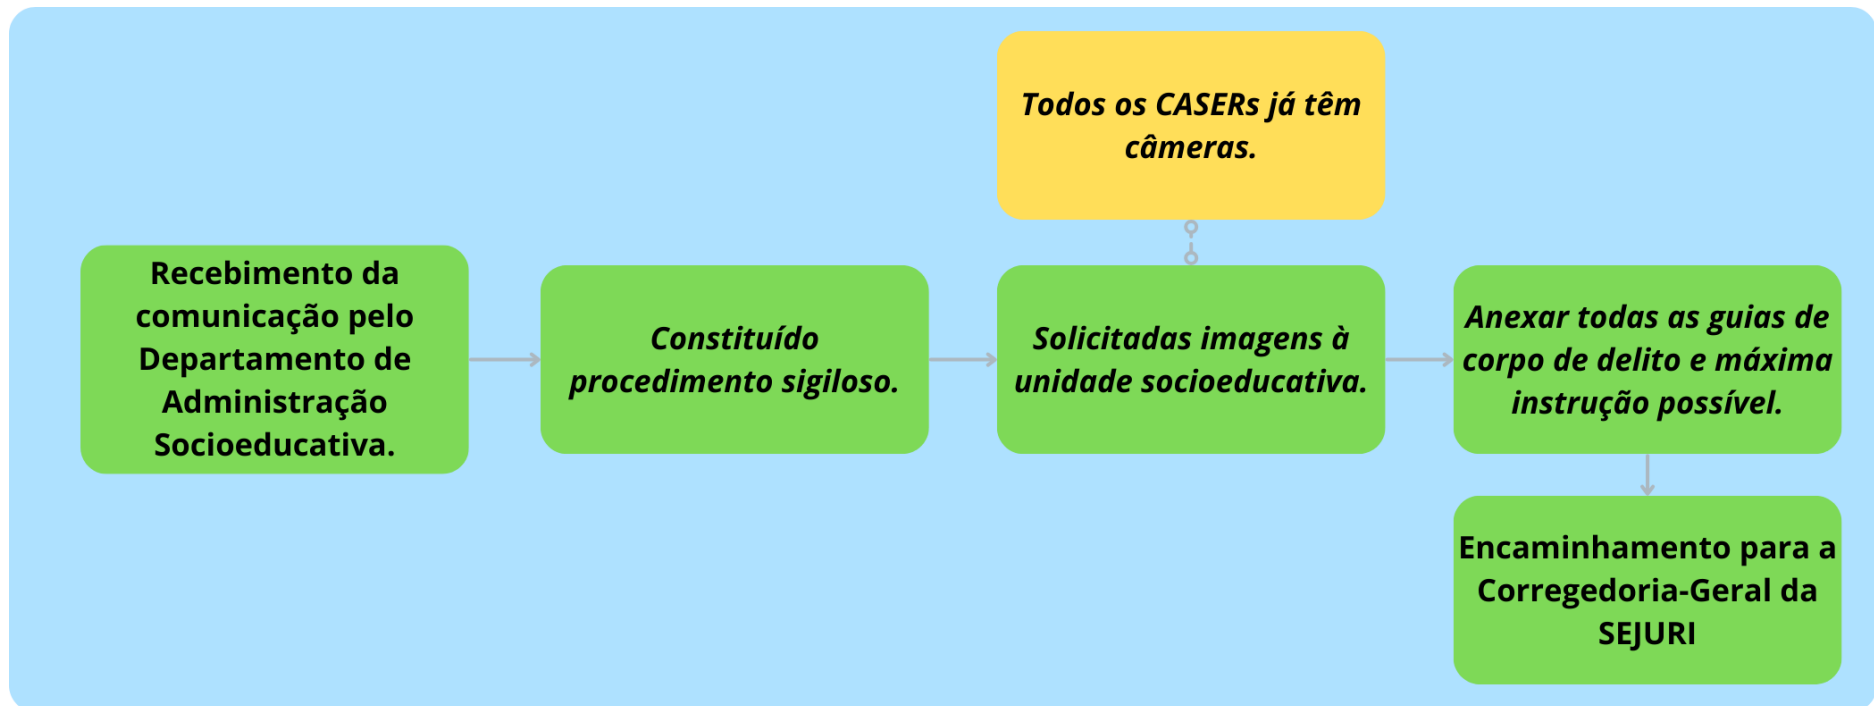 Todos os CASERs já têm
câmeras.
Recebimento da
comunicação pelo
Departamento de
Administração
Socioeducativa.
Constituído
procedimento sigiloso.
Solicitadas imagens à
unidade socioeducativa.
Anexar todas as guias de
corpo de delito e máxima
instrução possível.
Encaminhamento para a
Corregedoria-Geral da
SEJURI